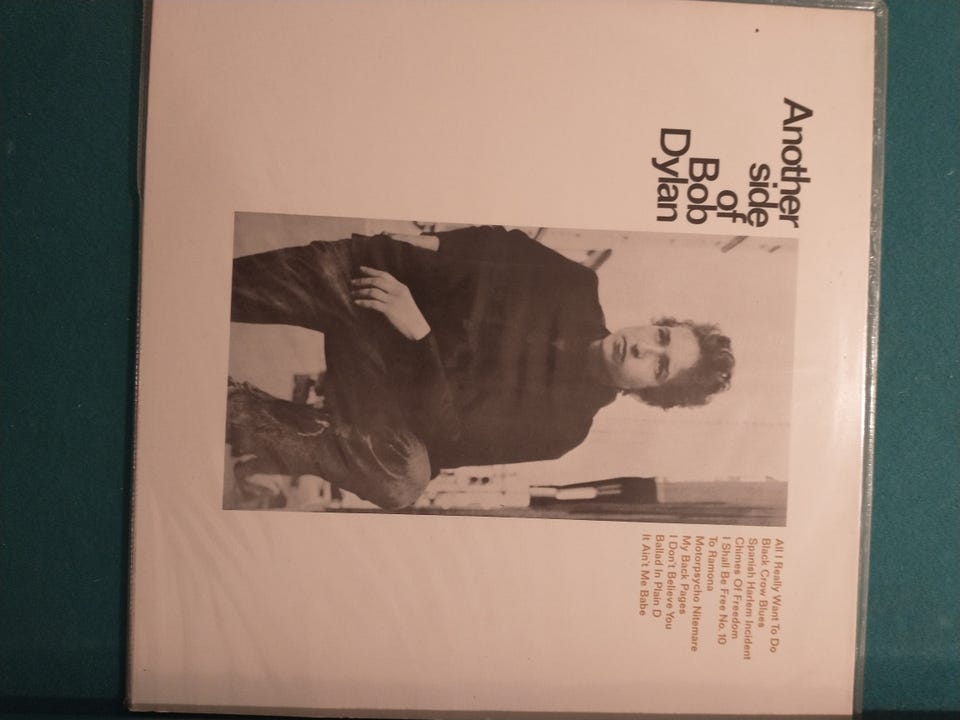 Another
side
of
Bob
Dylan
All I Really Want To Do
Black Crow Blues
Spanish Harlem Incident
Chimes Of Freedom
I Shall Be Free No. 10
To Ramona
Motorpsycho Nitemare
My Back Pages
I Don't Believe You
Ballad In Plain D
It Ain't Me Babe